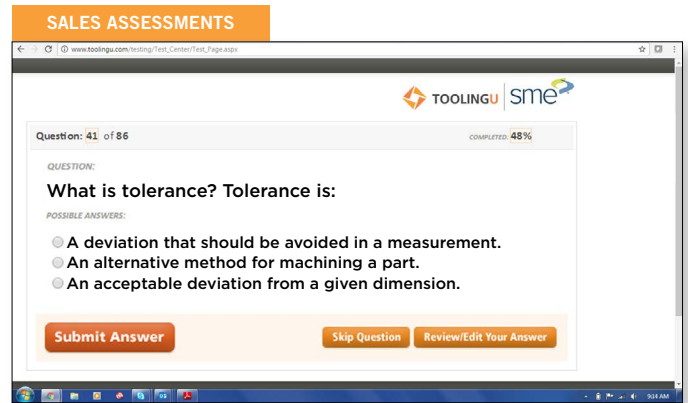 SALES ASSESSMENTS
www.toolingu.com/testing/Test_Center/Test_Page.aspx
TOOLINGU sme
Question: 41 of 86
COMPLETED: 48%
QUESTION:
What is tolerance? Tolerance is:
POSSIBLE ANSWERS:
A deviation that should be avoided in a measurement.
An alternative method for machining a part.
An acceptable deviation from a given dimension.
Submit Answer
Skip Question
Review/Edit Your Answer
9:14 AM